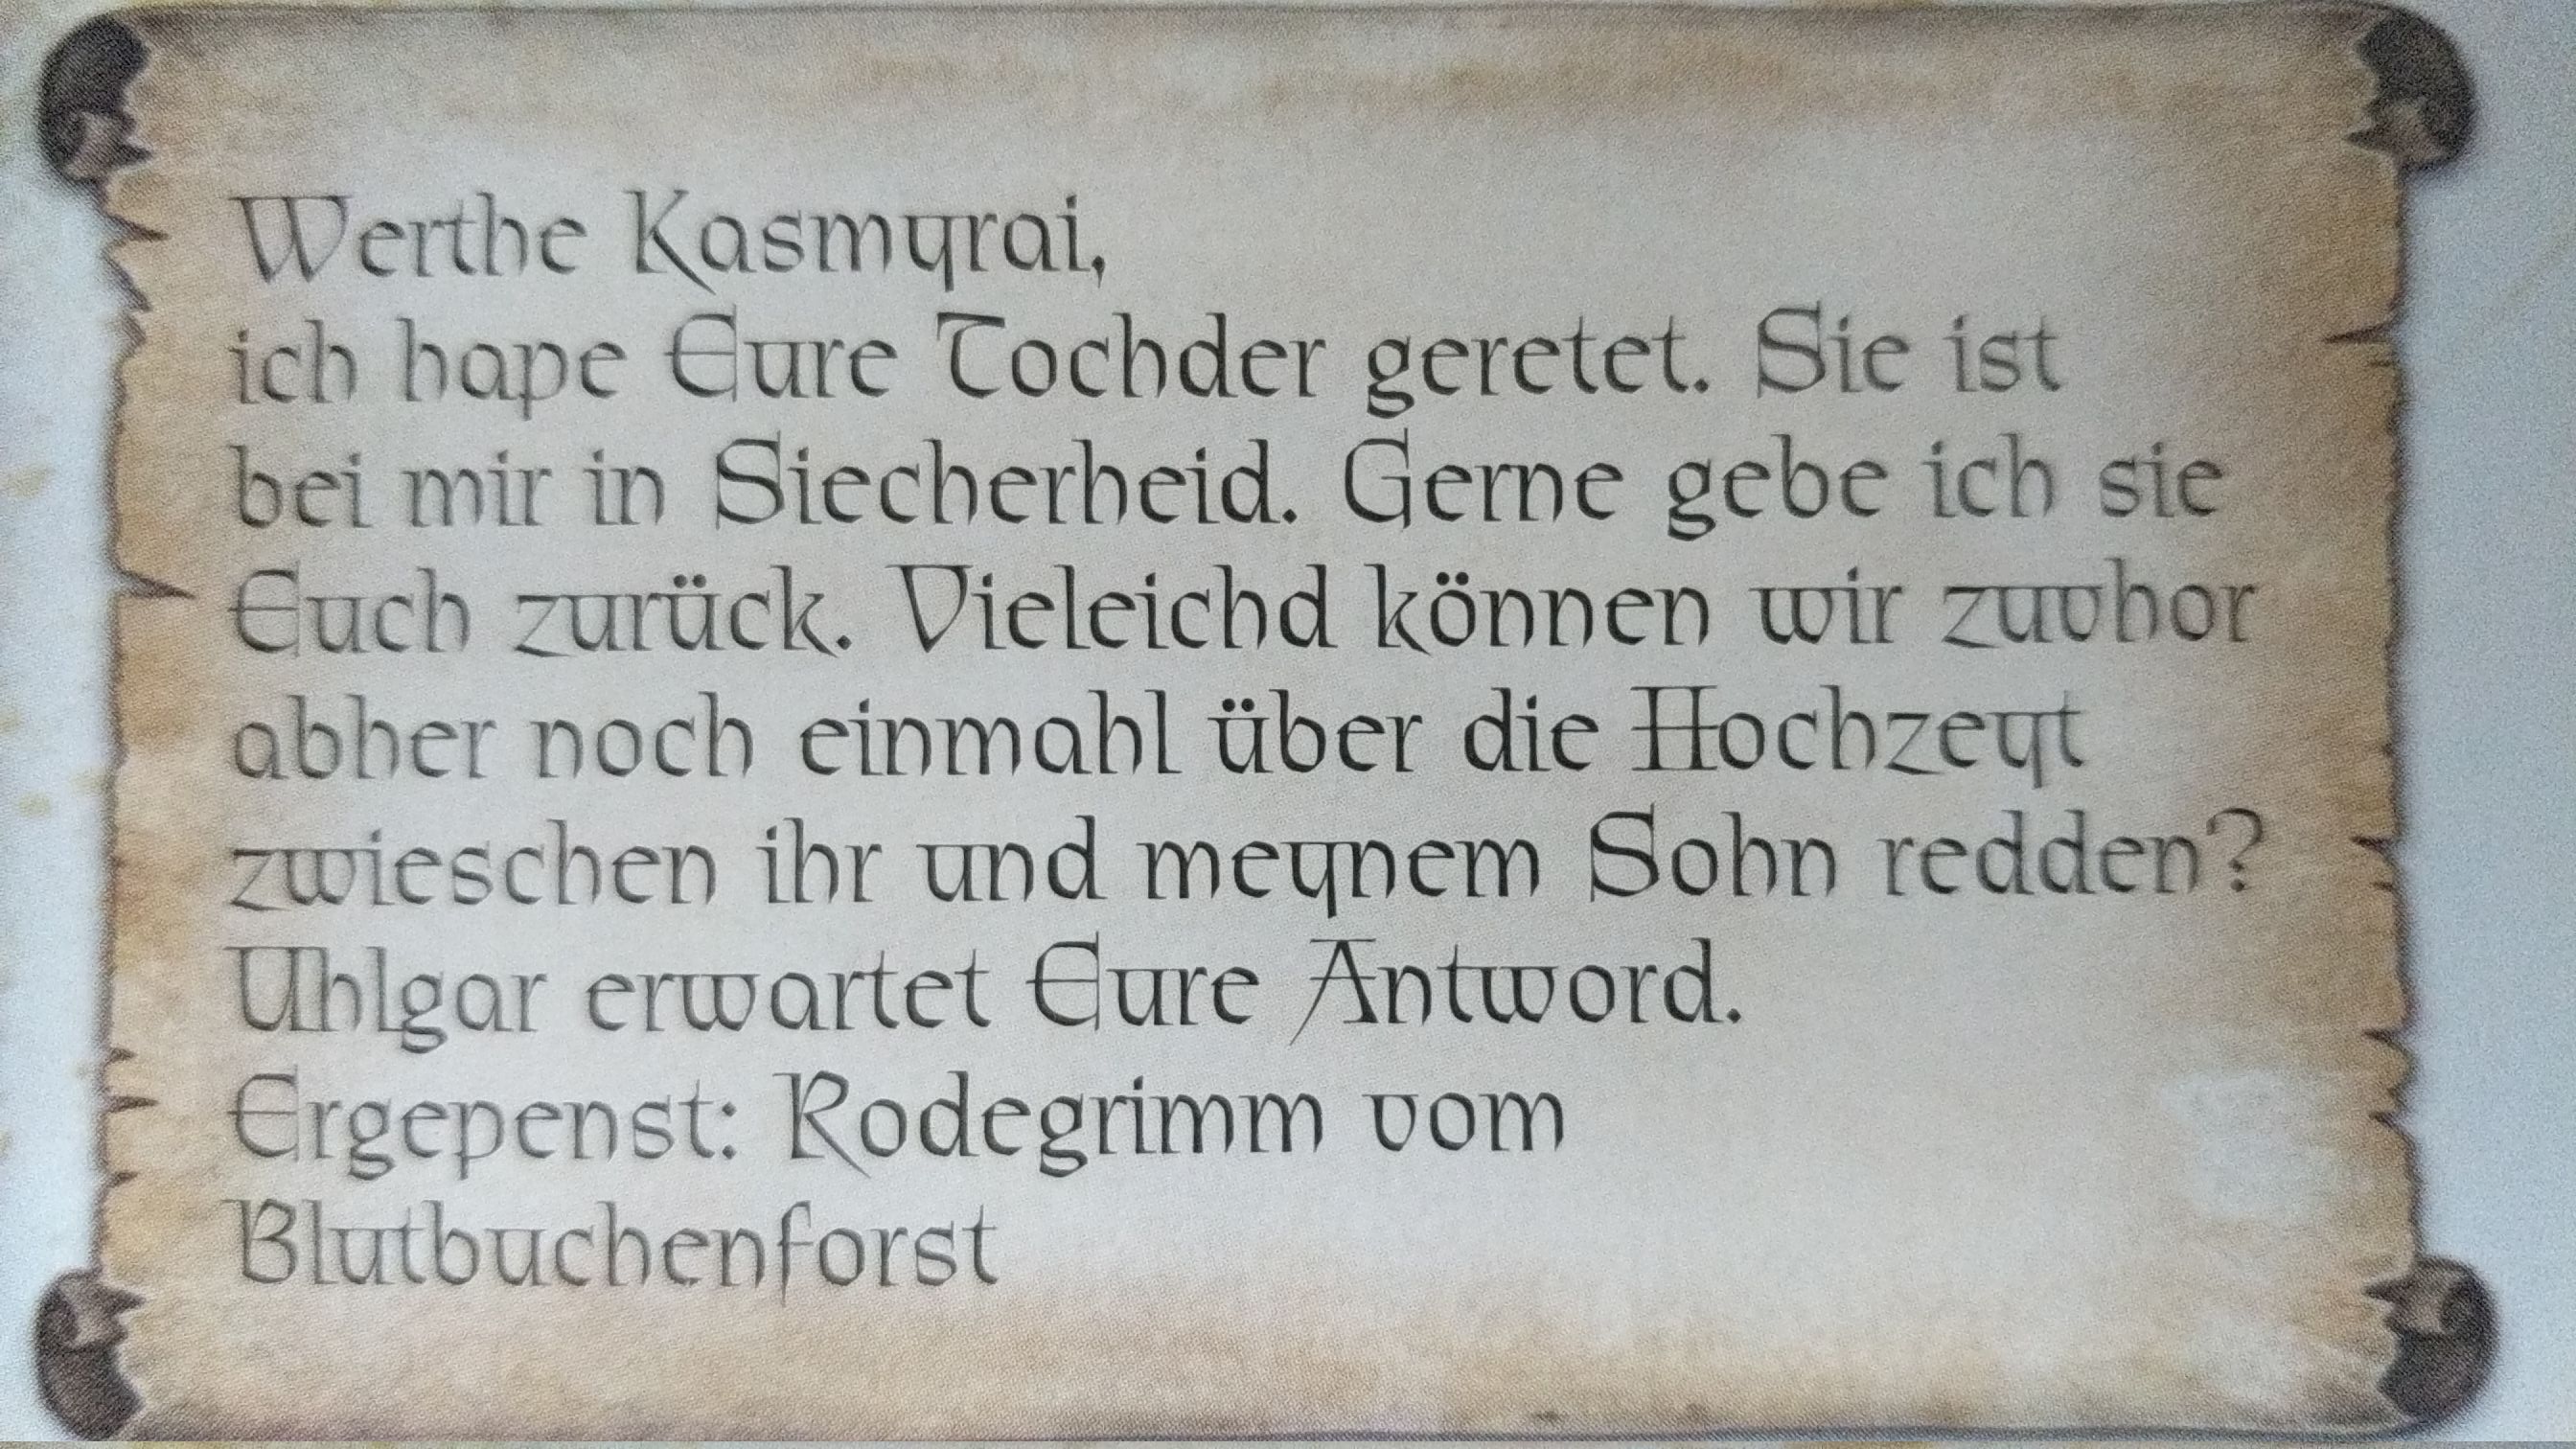 Werthe Kasmyrai,
ich hape Eure Tochder geretet. Sie ist
bei mir in Siecherheid. Gerne gebe ich sie
Euch zurück. Vieleichd können wir zuvhor
abher noch einmahl über die Hochzeyt
zwieschen ihr und meynem Sohn redden?
Uhlgar erwartet Eure Antword.
Ergepenst: Rodegrimm vom
Blutbuchenforst